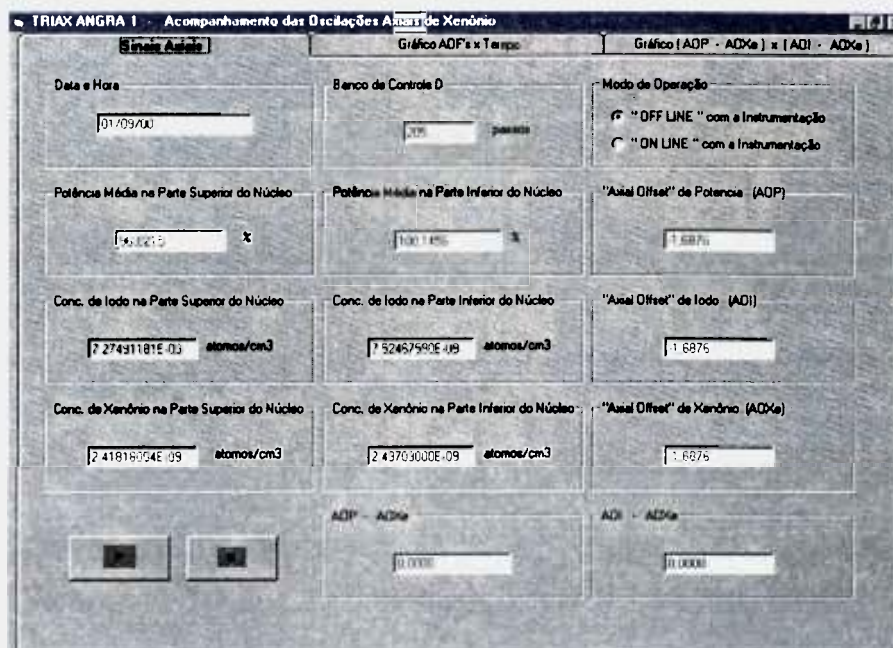 TRIAX ANGRA 1 - Acompanhamento das Oscilações Axiais de Xenônio
Sinais Axiais
Gráfico AOF's x Tempo
Gráfico ( AOP - AOXe ) x ( AOI - AOXe )
Data e Hora
01/09/00
Banco de Controle D
205 passos
Modo de Operação
" OFF LINE " com a Instrumentação
" ON LINE " com a Instrumentação
Potência Média na Parte Superior do Núcleo
%
Potência Média na Parte Inferior do Núcleo
%
"Axial Offset" de Potencia (AOP)
-1.6876
Conc. de Iodo na Parte Superior do Núcleo
atomos/cm3
Conc. de Iodo na Parte Inferior do Núcleo
atomos/cm3
"Axial Offset" de Iodo (AOI)
-1.6876
Conc. de Xenônio na Parte Superior do Núcleo
atomos/cm3
Conc. de Xenônio na Parte Inferior do Núcleo
2.43703000E-09 atomos/cm3
"Axial Offset" de Xenônio (AOXe)
-1.6876
AOP - AOXe
0.0000
AOI - AOXe
0.0000